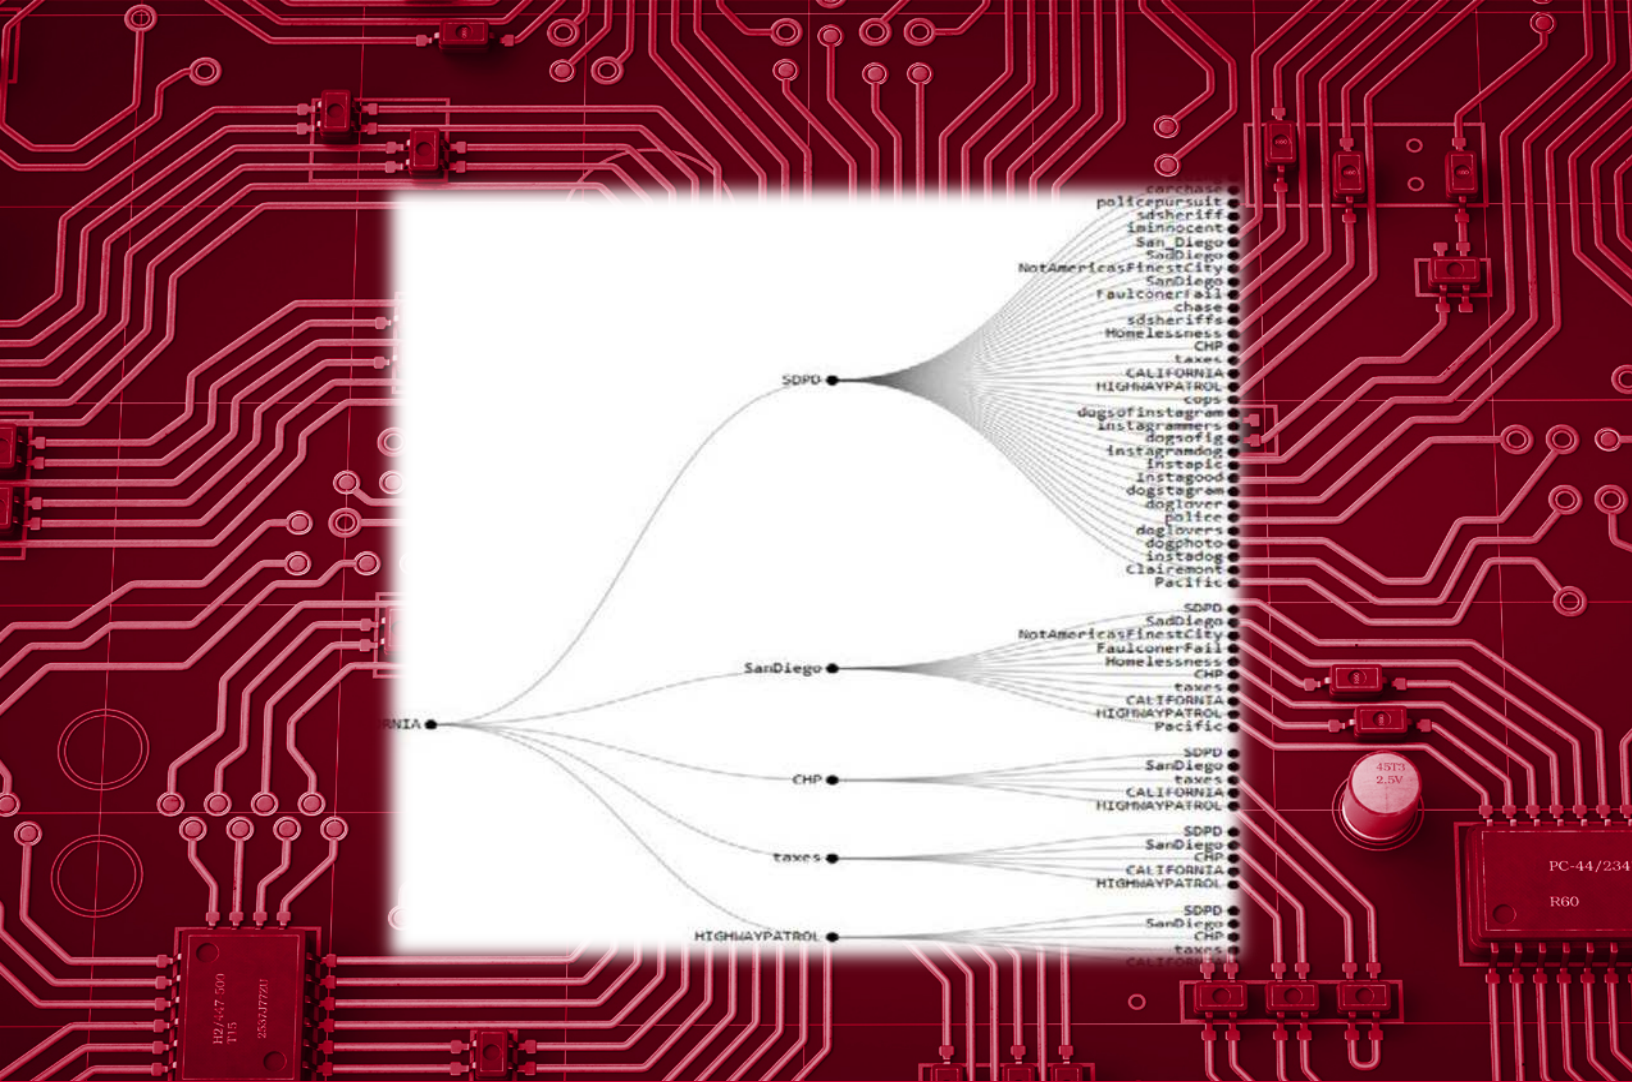 carchase
policepursuit
sdsheriff
iminnocent
San_Diego
SadDiego
NotAmericasFinestCity
SanDiego
FaulconerFail
chase
sdsheriffs
Homelessness
CHP
taxes
CALIFORNIA
HIGHWAYPATROL
cops
dogsofinstagram
instagrammers
dogsofig
instagramdog
instapic
instagood
dogstagram
doglover
police
doglovers
dogphoto
instadog
Clairemont
Pacific
SDPD
SDPD
SadDiego
NotAmericasFinestCity
FaulconerFail
Homelessness
CHP
taxes
CALIFORNIA
HIGHWAYPATROL
Pacific
SanDiego
RNIA
SDPD
SanDiego
taxes
CALIFORNIA
HIGHWAYPATROL
CHP
SDPD
SanDiego
CHP
CALIFORNIA
HIGHWAYPATROL
taxes
SDPD
SanDiego
CHP
taxes
CALIFORNIA
HIGHWAYPATROL
45T3
2.5V
PC-44/234
R60
T15